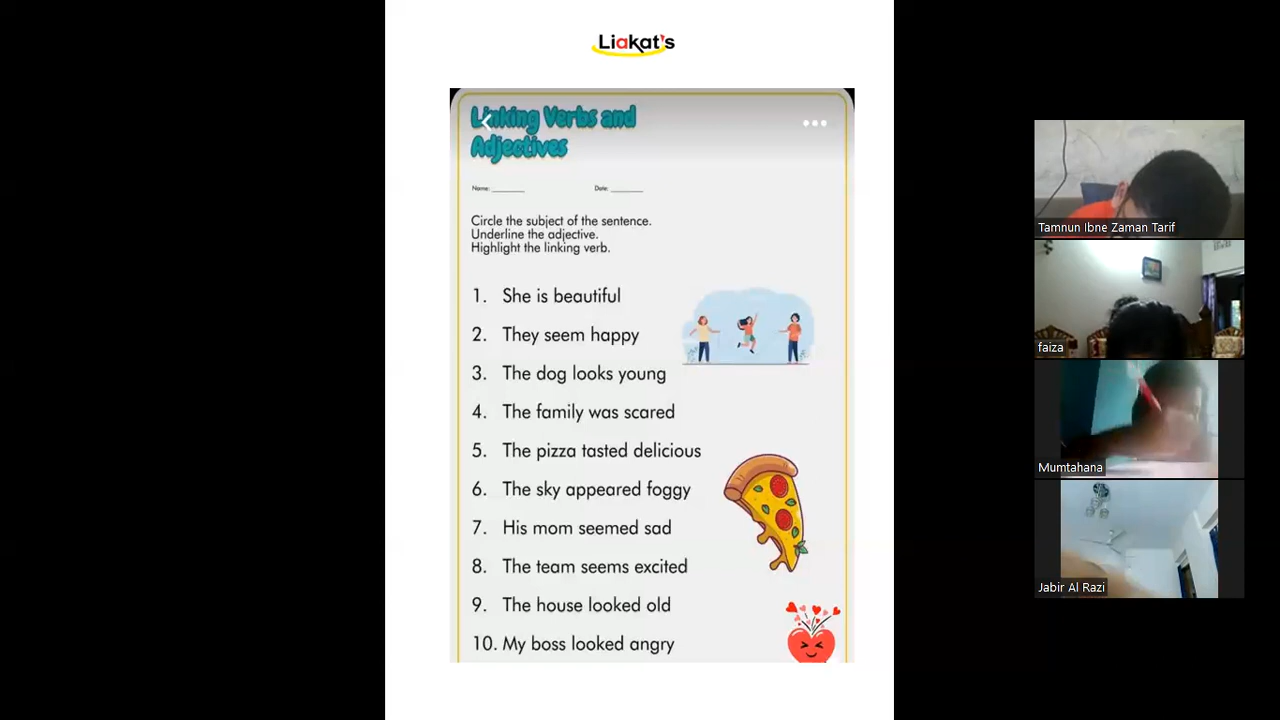 Liakat's
Linking Verbs and
Adjectives
Name: ________ Date: ________
Circle the subject of the sentence.
Underline the adjective.
Highlight the linking verb.
1. She is beautiful
2. They seem happy
3. The dog looks young
4. The family was scared
5. The pizza tasted delicious
6. The sky appeared foggy
7. His mom seemed sad
8. The team seems excited
9. The house looked old
10. My boss looked angry
Tamnun Ibne Zaman Tarif
faiza
Mumtahana
Jabir Al Razi